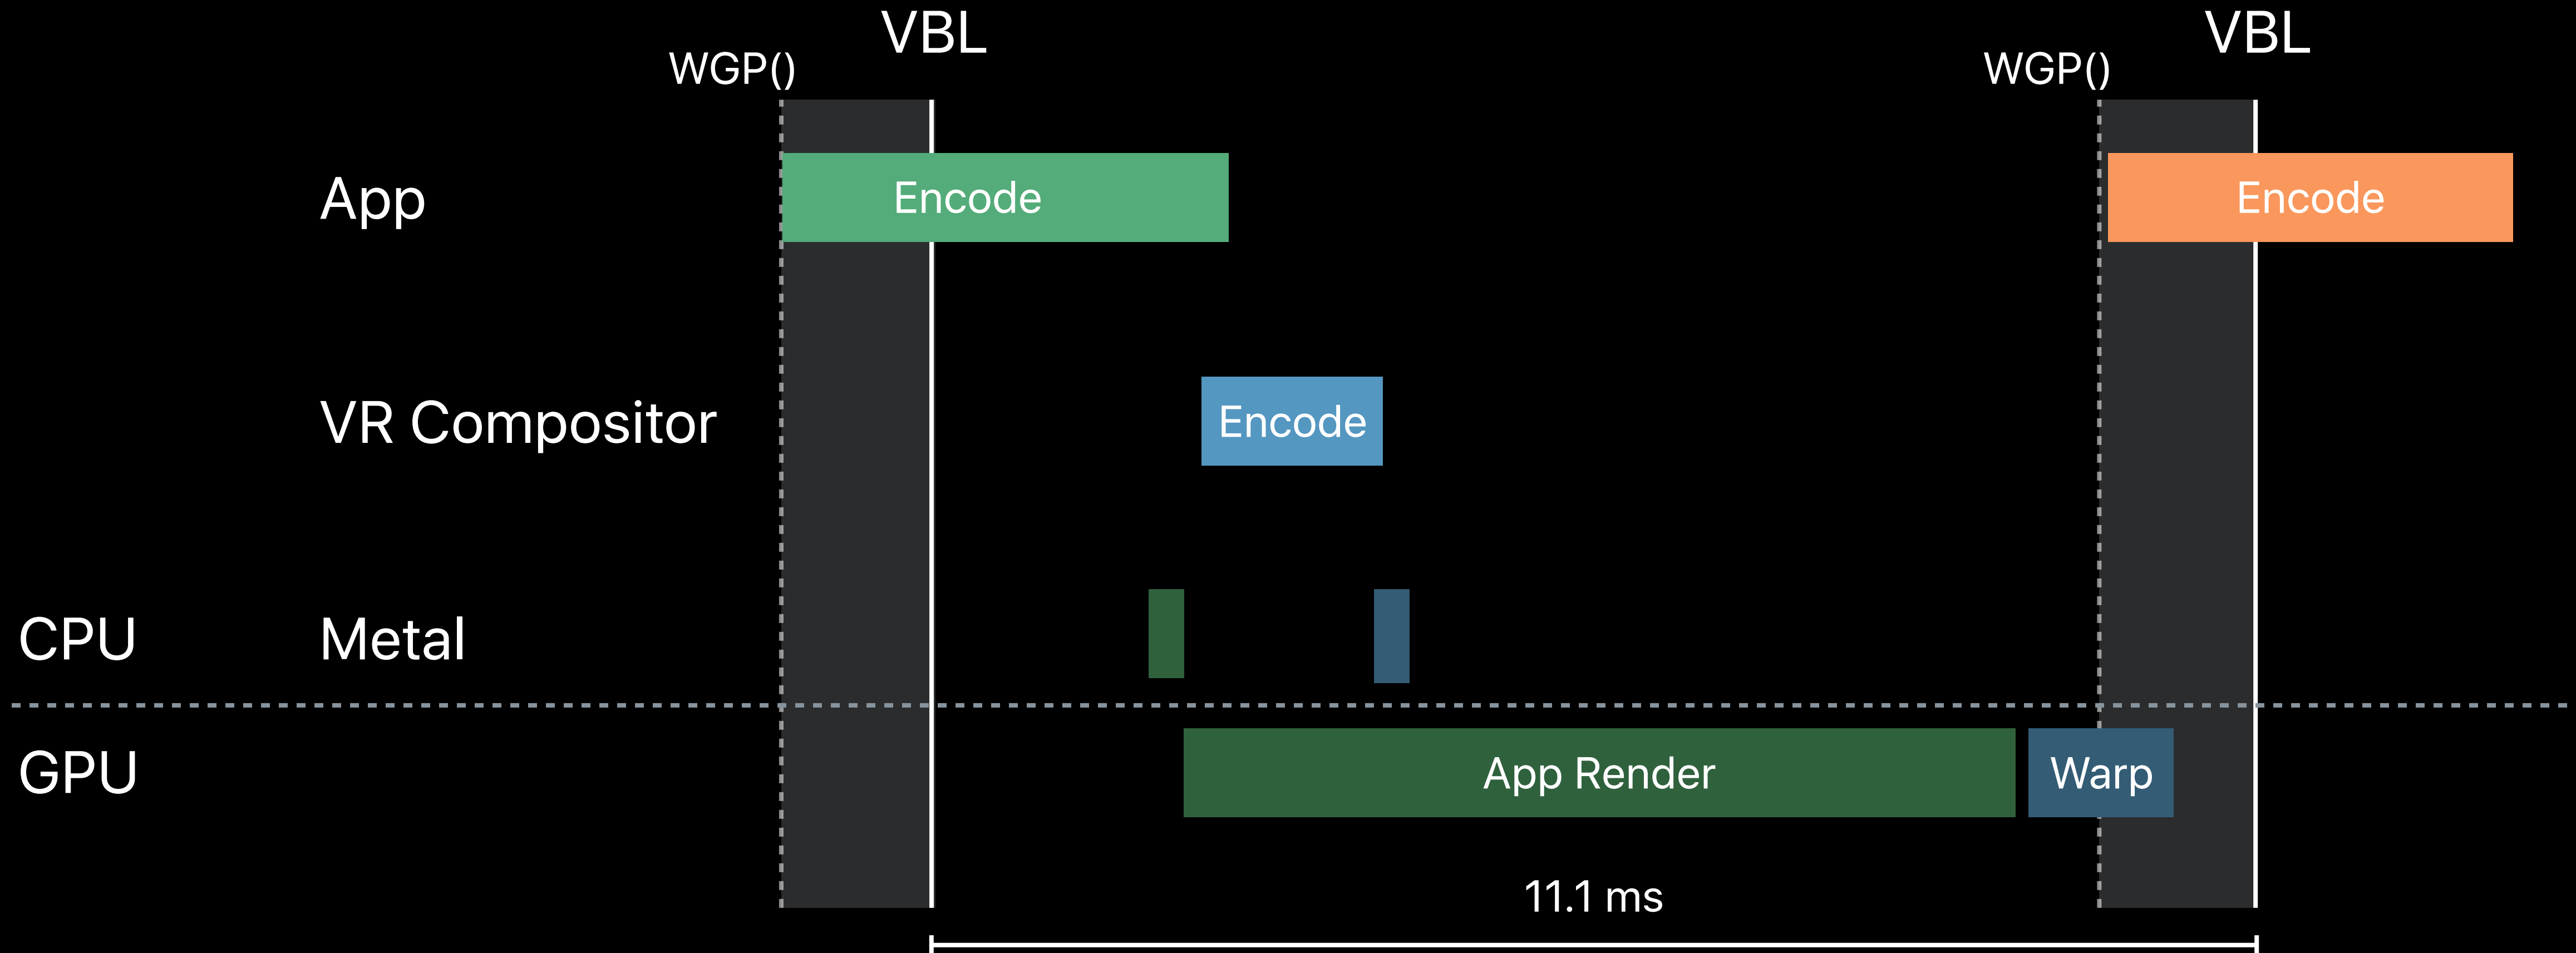 VBL
VBL
WGP()
WGP()
App
Encode
Encode
VR Compositor
Encode
CPU
Metal
GPU
App Render
Warp
11.1 ms